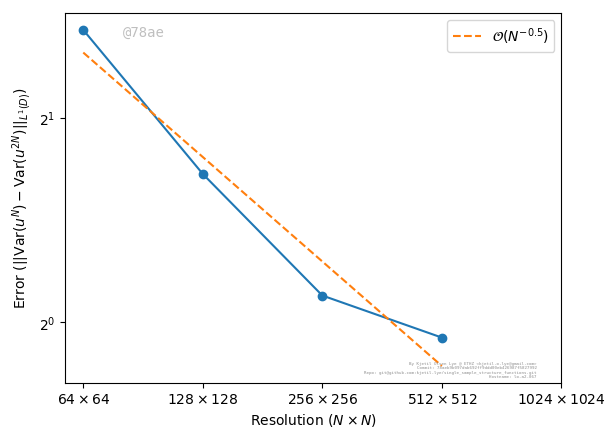 @78ae
𝒪(N^{-0.5})
Error (||Var(u^N) − Var(u^{2N})||_{L^1(D)})
2^1
2^0
64 × 64
128 × 128
256 × 256
512 × 512
1024 × 1024
Resolution (N × N)